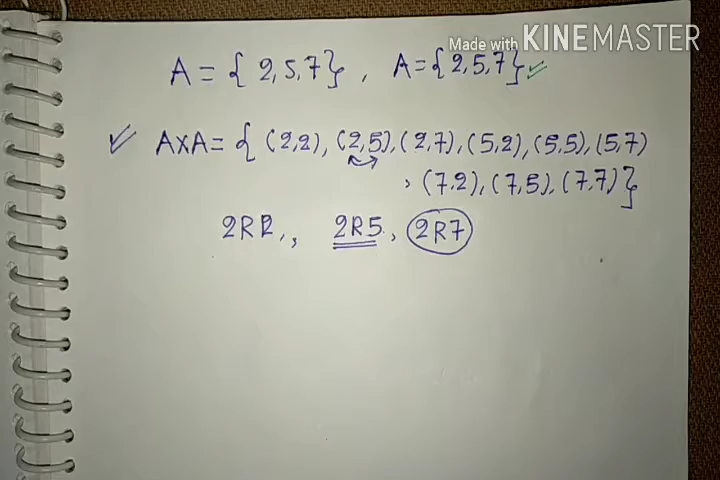 Made with KINEMASTER
A = { 2,5,7} , A={2,5,7}✓
✓ A×A= { (2,2), (2,5), (2,7), (5,2), (5,5), (5,7)
, (7,2), (7,5), (7,7)}
2R2,, 2R5, 2R7